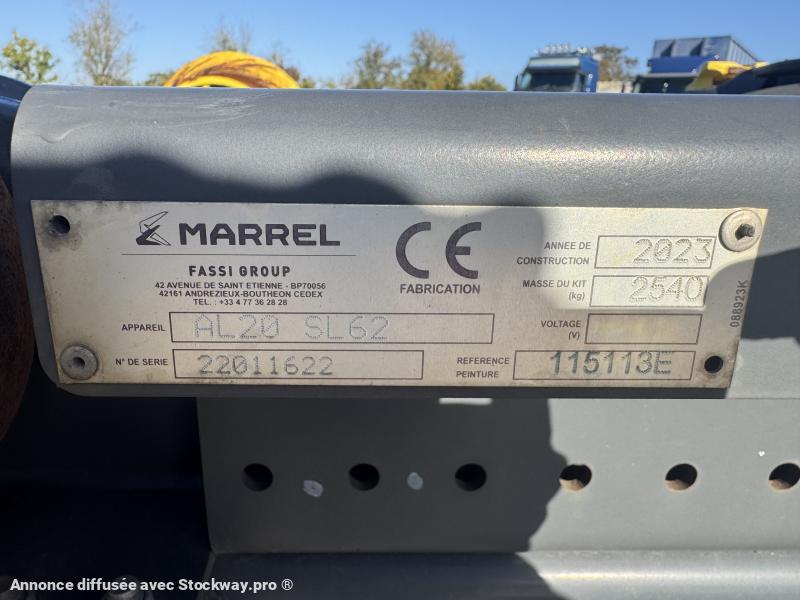 MARREL
FASSI GROUP
42 AVENUE DE SAINT ETIENNE - BP70056
42161 ANDREZIEUX-BOUTHEON CEDEX
TEL. : +33 4 77 36 28 28
CE
FABRICATION
ANNEE DE CONSTRUCTION 2023
MASSE DU KIT (kg) 2540
APPAREIL AL20 SL62
VOLTAGE (V)
N° DE SERIE 22011622
REFERENCE PEINTURE 115113E
088923K
Annonce diffusée avec Stockway.pro ®